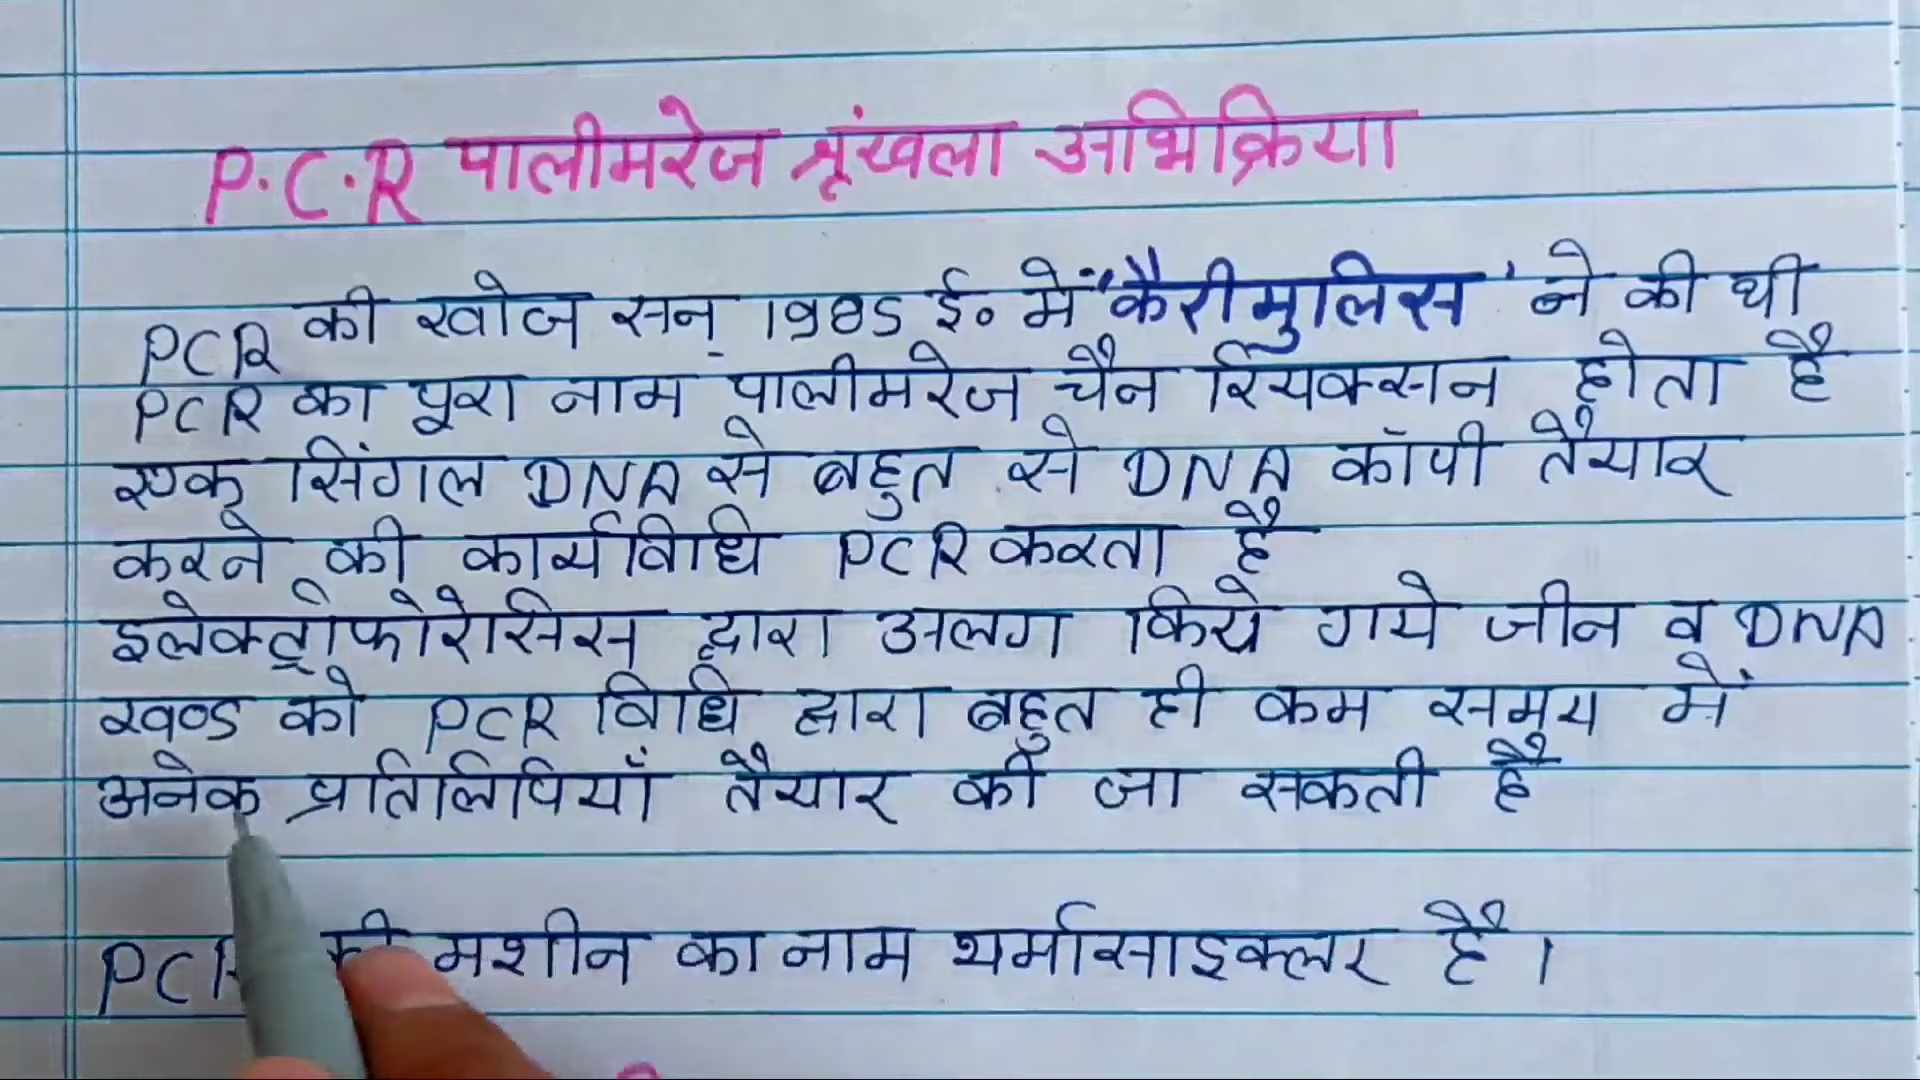 P.C.R पालीमरेज श्रृंखला अभिक्रिया
PCR की खोज सन् 1985 ई० में "कैरीमुलिस' ने की थी
PCR का पूरा नाम पालीमरेज चैन रियक्सन होता है
एक सिंगल DNA से बहुत से DNA कॉपी तैयार
करने की कार्यविधि PCR करता है
इलेक्ट्रोफोरेसिस द्वारा अलग किये गये जीन व DNA
खण्ड को PCR विधि द्वारा बहुत ही कम समय में
अनेक प्रतिलिपियाँ तैयार की जा सकती है
PCR की मशीन का नाम थर्मोसाइक्लर है।